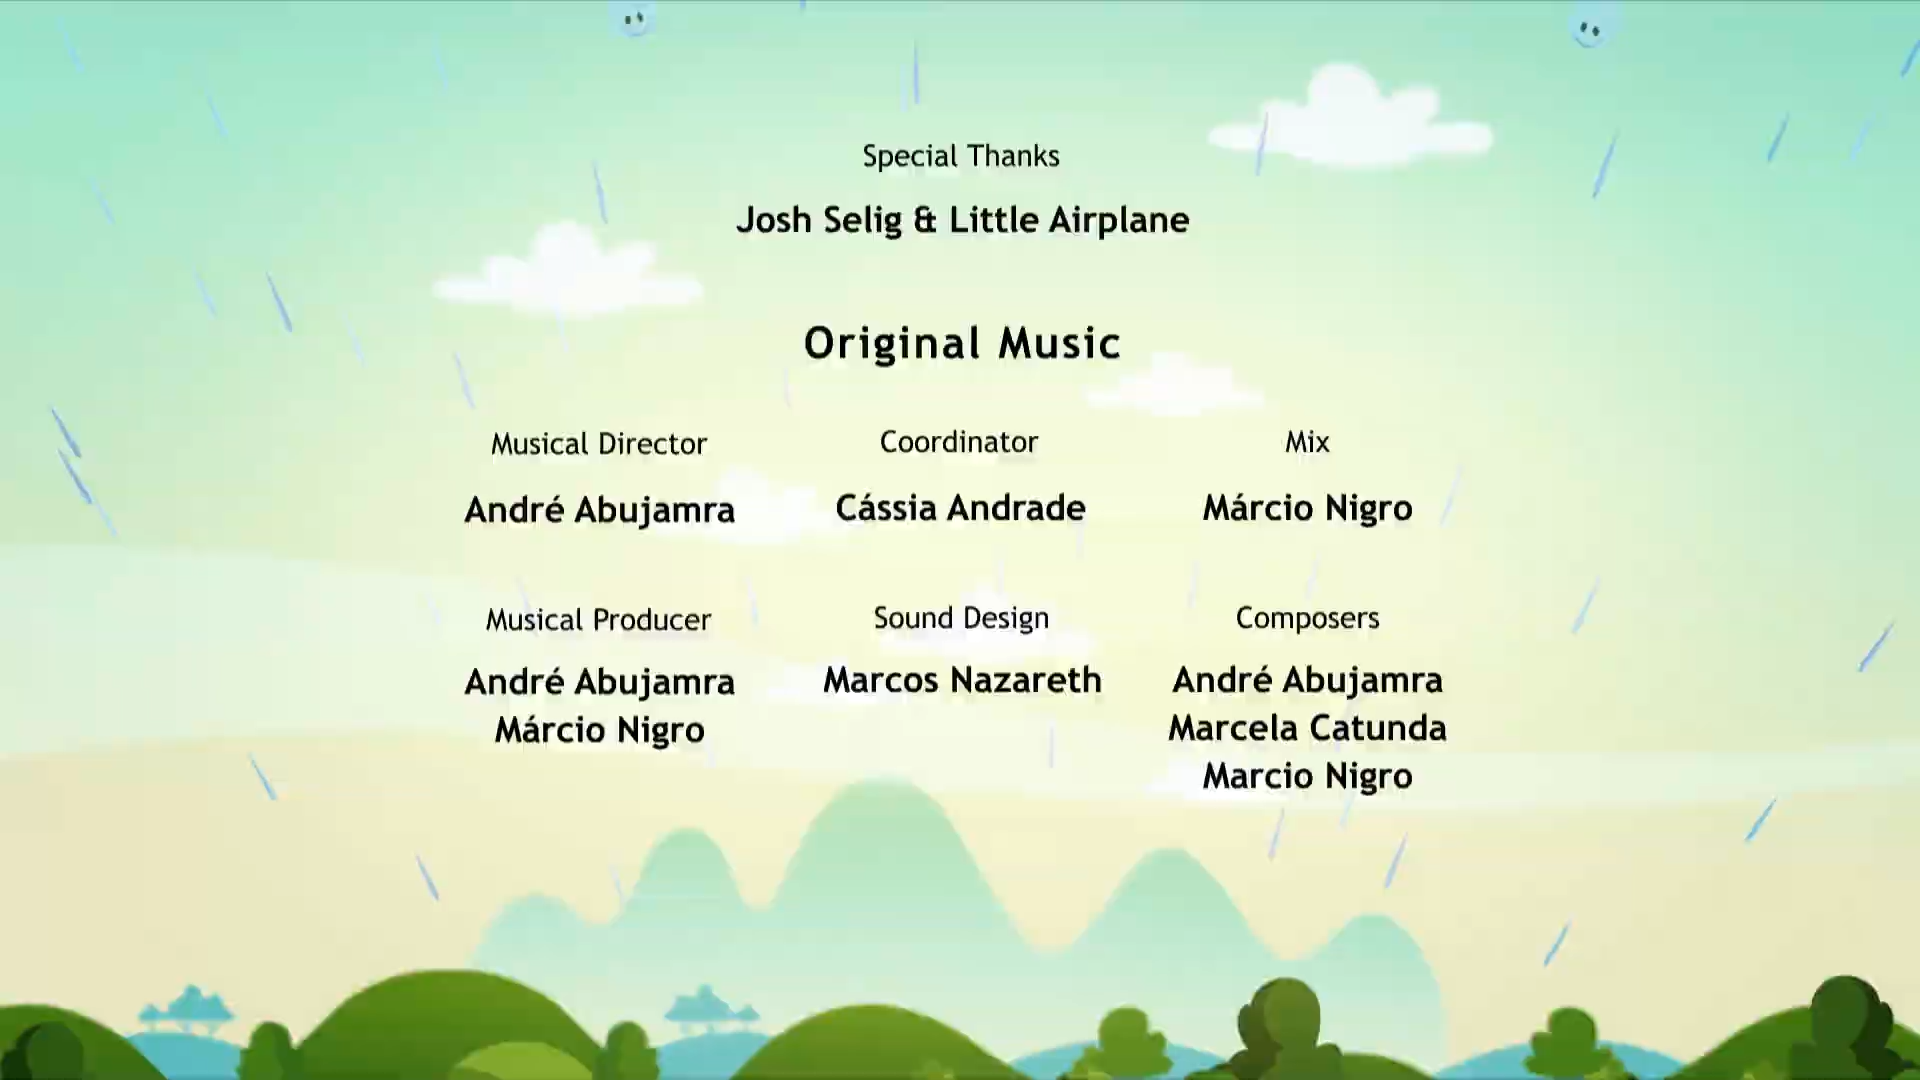 Special Thanks
Josh Selig & Little Airplane
Original Music
Musical Director
André Abujamra
Coordinator
Cássia Andrade
Mix
Márcio Nigro
Musical Producer
André Abujamra
Márcio Nigro
Sound Design
Marcos Nazareth
Composers
André Abujamra
Marcela Catunda
Marcio Nigro